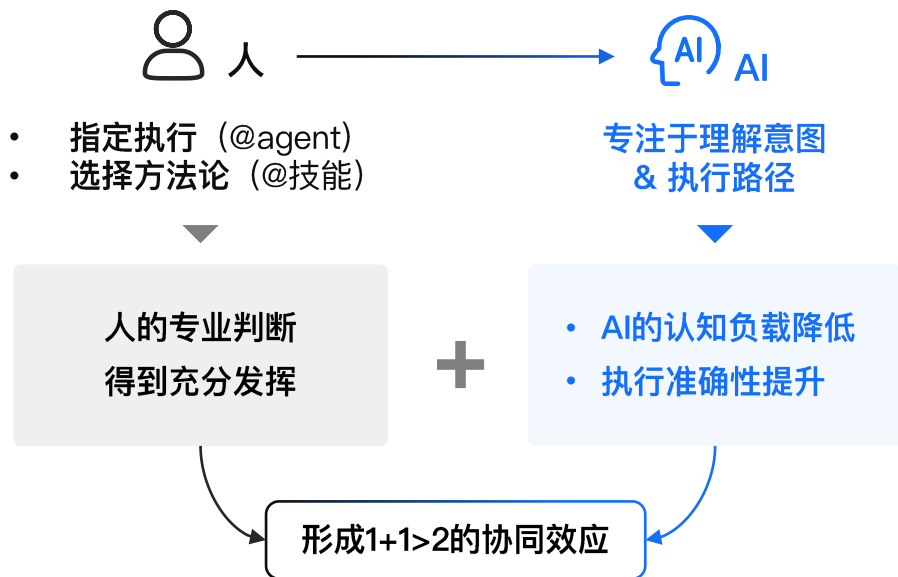 人
AI
AI
• 指定执行（@agent）
• 选择方法论（@技能）
专注于理解意图
& 执行路径
人的专业判断
得到充分发挥
+
• AI的认知负载降低
• 执行准确性提升
形成1+1>2的协同效应